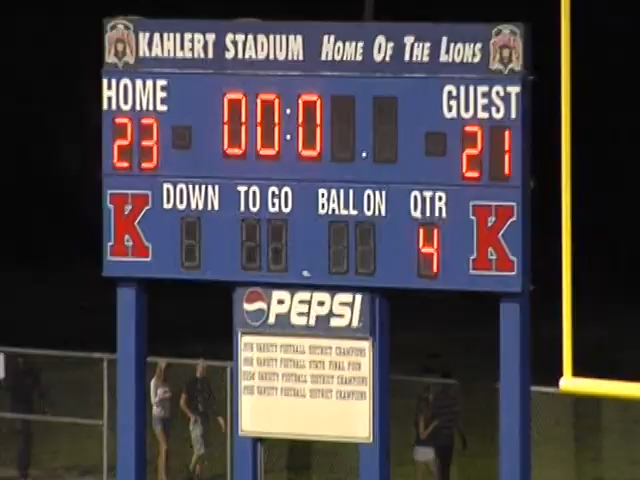 KAHLERT STADIUM HOME OF THE LIONS
HOME GUEST
23 00:0 21
DOWN TO GO BALL ON QTR
4
K K
PEPSI
VARSITY FOOTBALL DISTRICT CHAMPIONS
VARSITY FOOTBALL STATE FINAL FOUR
VARSITY FOOTBALL DISTRICT CHAMPIONS
VARSITY FOOTBALL DISTRICT CHAMPIONS